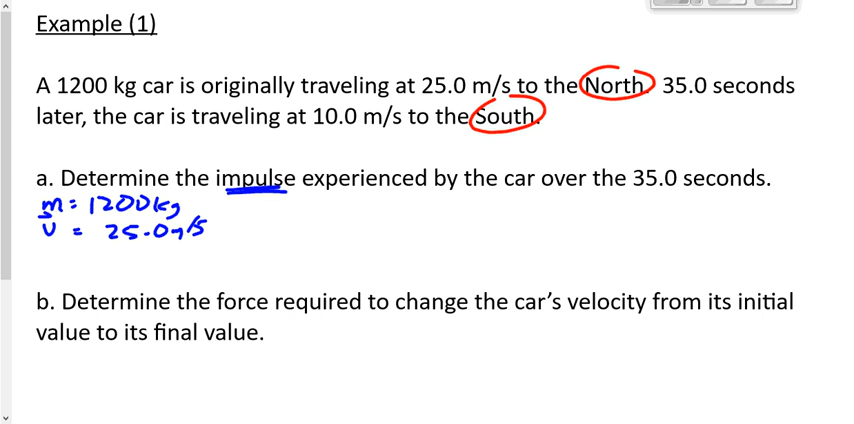 Example (1)
A 1200 kg car is originally traveling at 25.0 m/s to the North. 35.0 seconds
later, the car is traveling at 10.0 m/s to the South.
a. Determine the impulse experienced by the car over the 35.0 seconds.
m = 1200 kg
v = 25.0 m/s
b. Determine the force required to change the car's velocity from its initial
value to its final value.